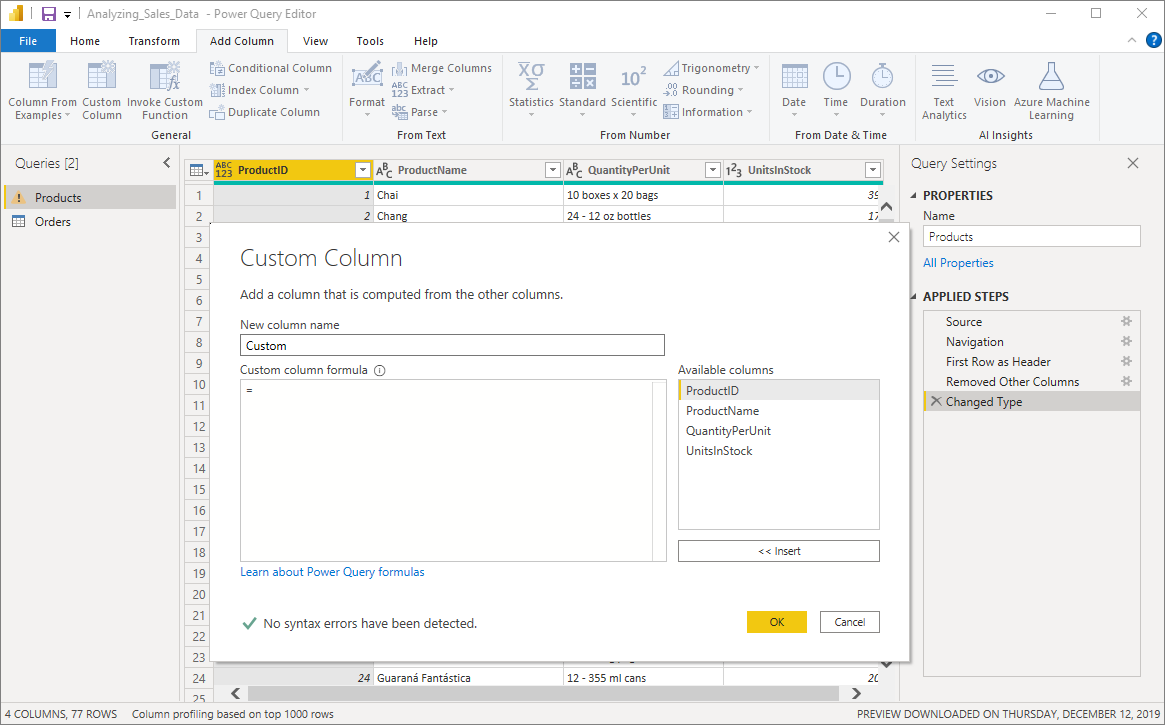 Analyzing_Sales_Data - Power Query Editor
File Home Transform Add Column View Tools Help
Column From Examples
Custom Column
Invoke Custom Function
Conditional Column
Index Column
Duplicate Column
General
Format
Merge Columns
Extract
Parse
From Text
Statistics
Standard
Scientific
Trigonometry
Rounding
Information
From Number
Date
Time
Duration
From Date & Time
Text Analytics
Vision
Azure Machine Learning
AI Insights
Queries [2]
Products
Orders
ABC 123 ProductID ABC ProductName ABC QuantityPerUnit 123 UnitsInStock
1 1 Chai 10 boxes x 20 bags 39
2 2 Chang 24 - 12 oz bottles 17
3
4
5
6
7
8
9
10
11
12
13
14
15
16
17
18
19
20
21
22
23
24 24 Guaraná Fantástica 12 - 355 ml cans 20
25
Custom Column
Add a column that is computed from the other columns.
New column name
Custom
Custom column formula
=
Available columns
ProductID
ProductName
QuantityPerUnit
UnitsInStock
<< Insert
Learn about Power Query formulas
No syntax errors have been detected.
OK
Cancel
Query Settings
PROPERTIES
Name
Products
All Properties
APPLIED STEPS
Source
Navigation
First Row as Header
Removed Other Columns
Changed Type
4 COLUMNS, 77 ROWS Column profiling based on top 1000 rows
PREVIEW DOWNLOADED ON THURSDAY, DECEMBER 12, 2019